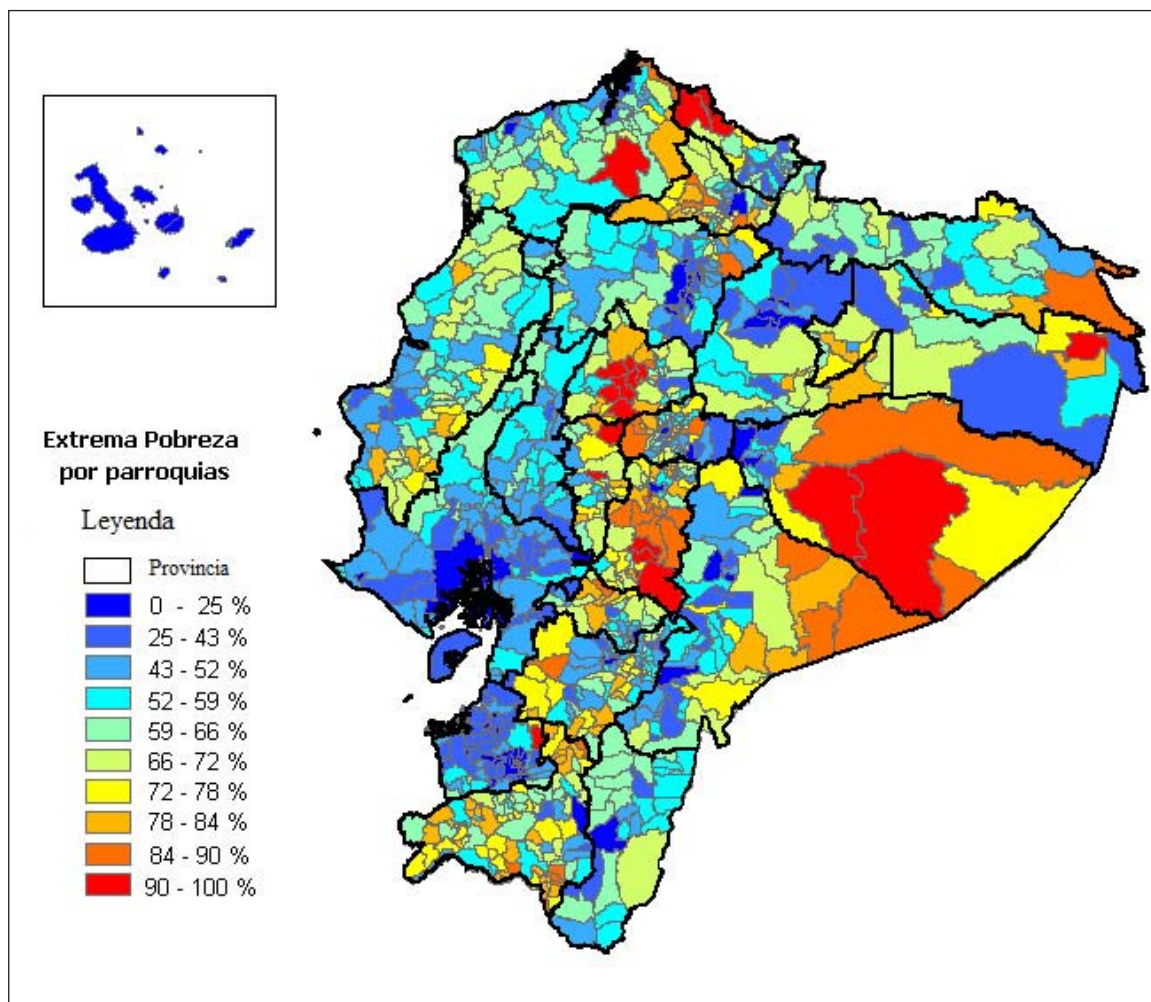 Extrema Pobreza
por parroquias
Leyenda
Provincia
0 - 25 %
25 - 43 %
43 - 52 %
52 - 59 %
59 - 66 %
66 - 72 %
72 - 78 %
78 - 84 %
84 - 90 %
90 - 100 %